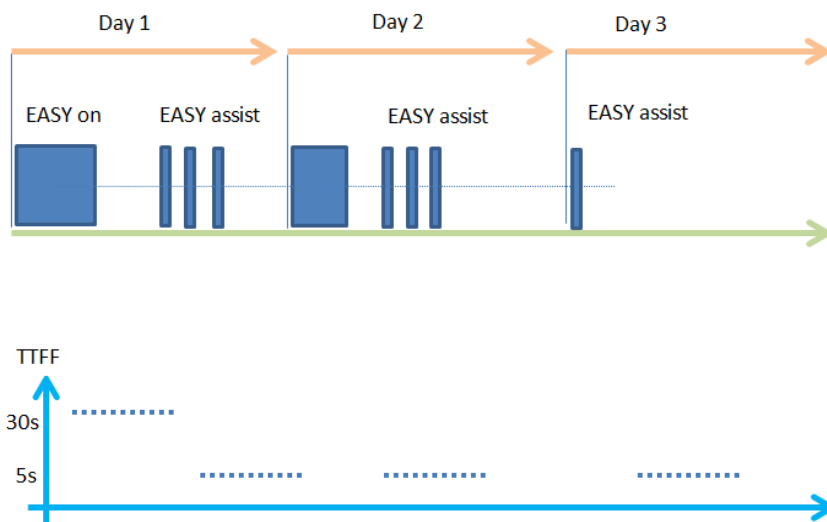 Day 1
Day 2
Day 3
EASY on
EASY assist
EASY assist
EASY assist
TTFF
30s
5s